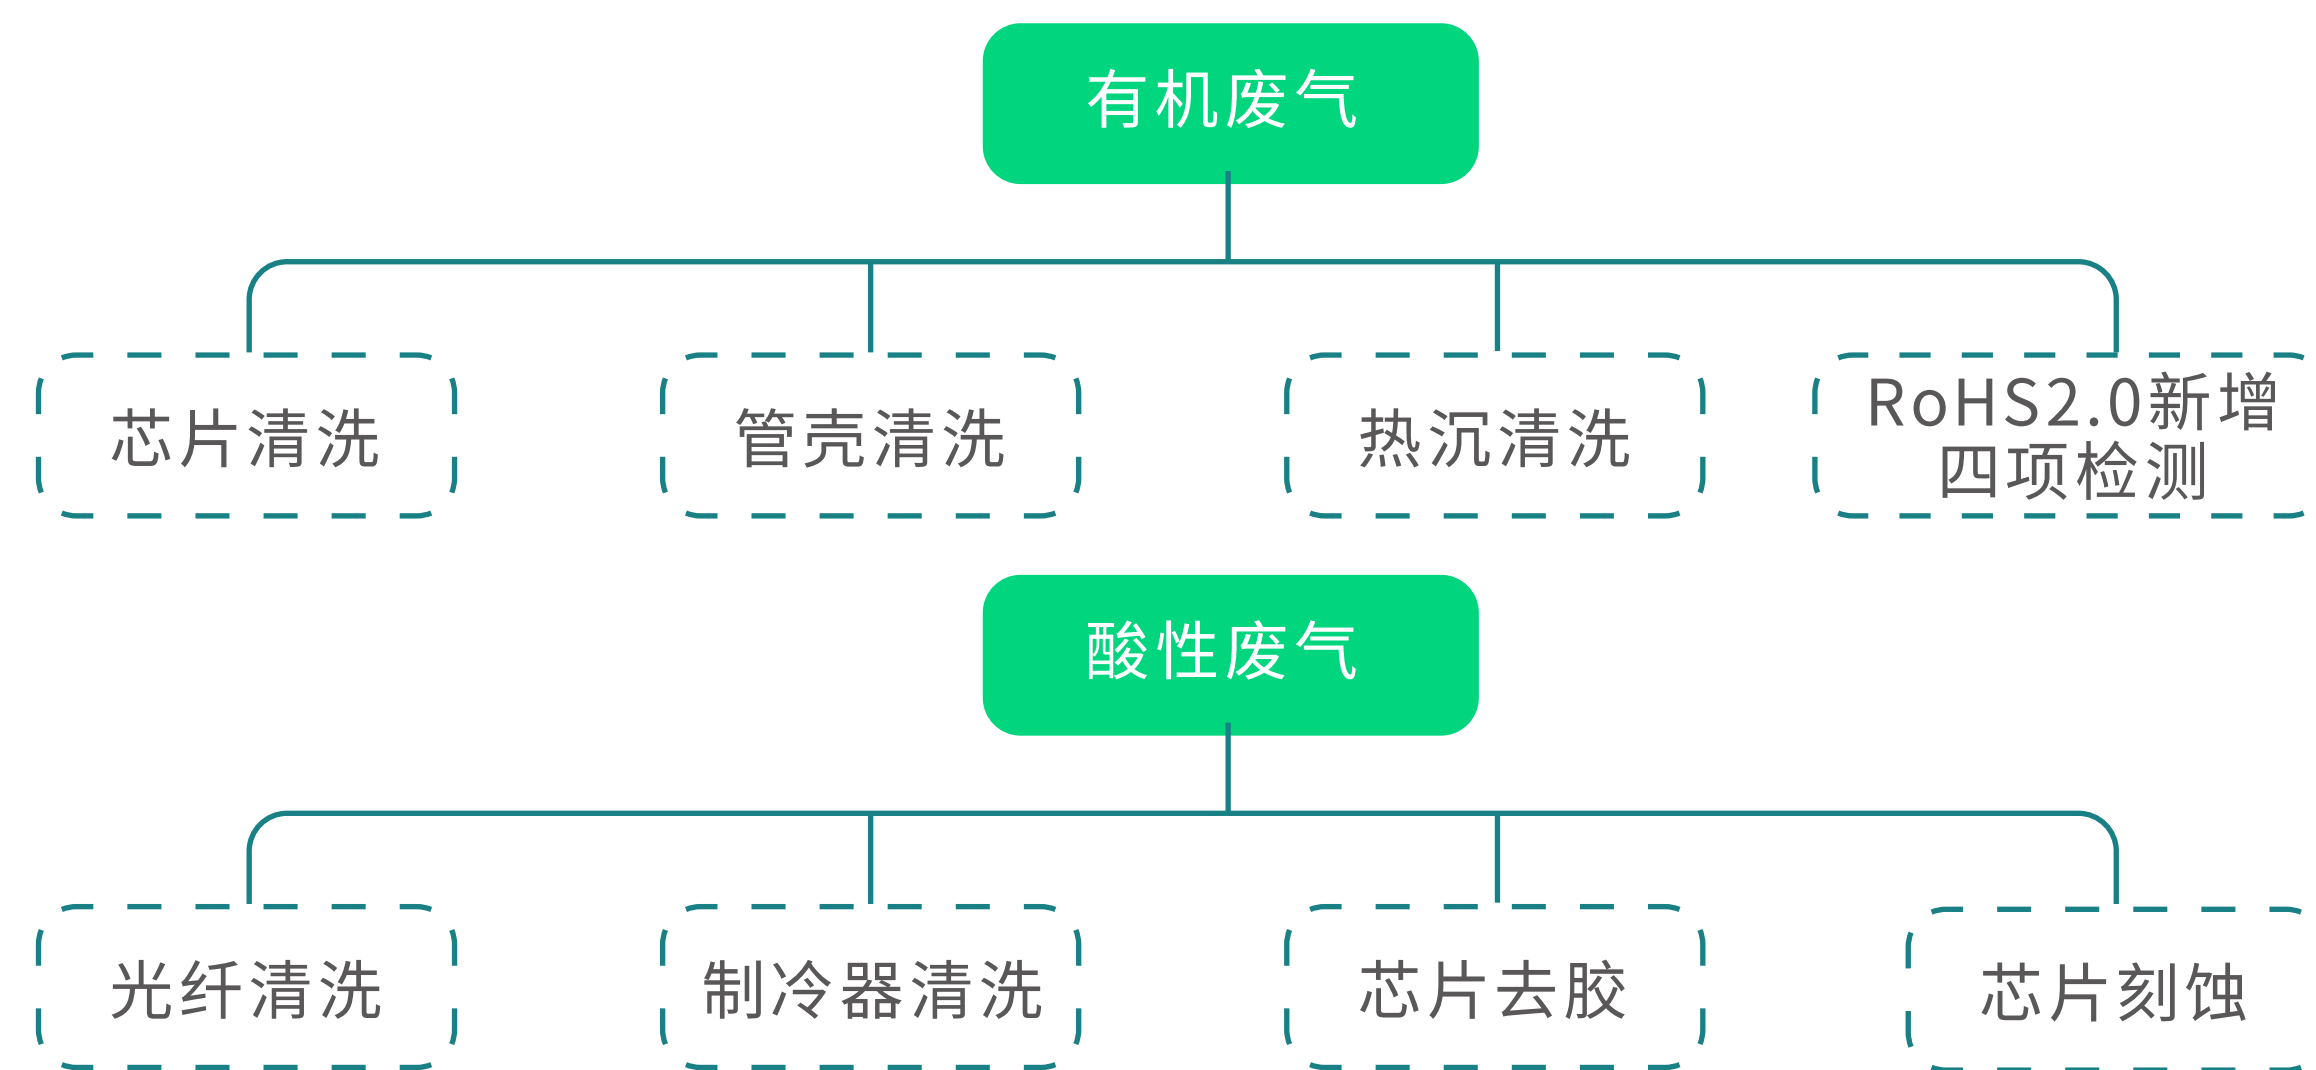 有机废气
芯片清洗
管壳清洗
热沉清洗
RoHS2.0新增
四项检测
酸性废气
光纤清洗
制冷器清洗
芯片去胶
芯片刻蚀